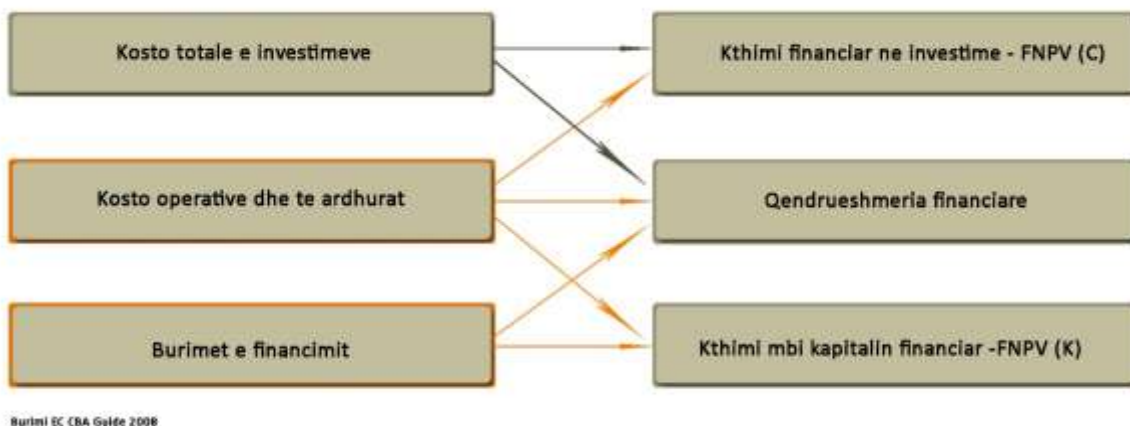 Kosto totale e investimeve
Kthimi financiar ne investime - FNPV (C)
Kosto operative dhe te ardhurat
Qendrueshmeria financiare
Burimet e financimit
Kthimi mbi kapitalin financiar -FNPV (K)
Burimi EC CBA Guide 2008